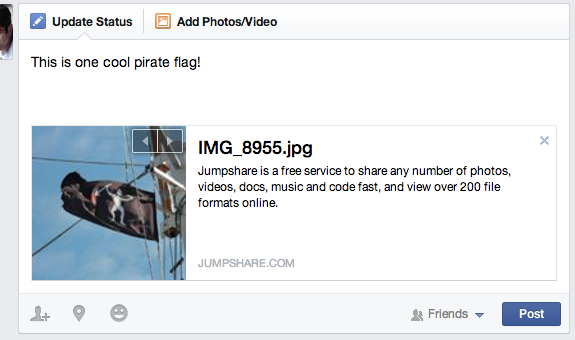 Update Status
Add Photos/Video
This is one cool pirate flag!
IMG_8955.jpg
Jumpshare is a free service to share any number of photos,
videos, docs, music and code fast, and view over 200 file
formats online.
JUMPSHARE.COM
Friends
Post